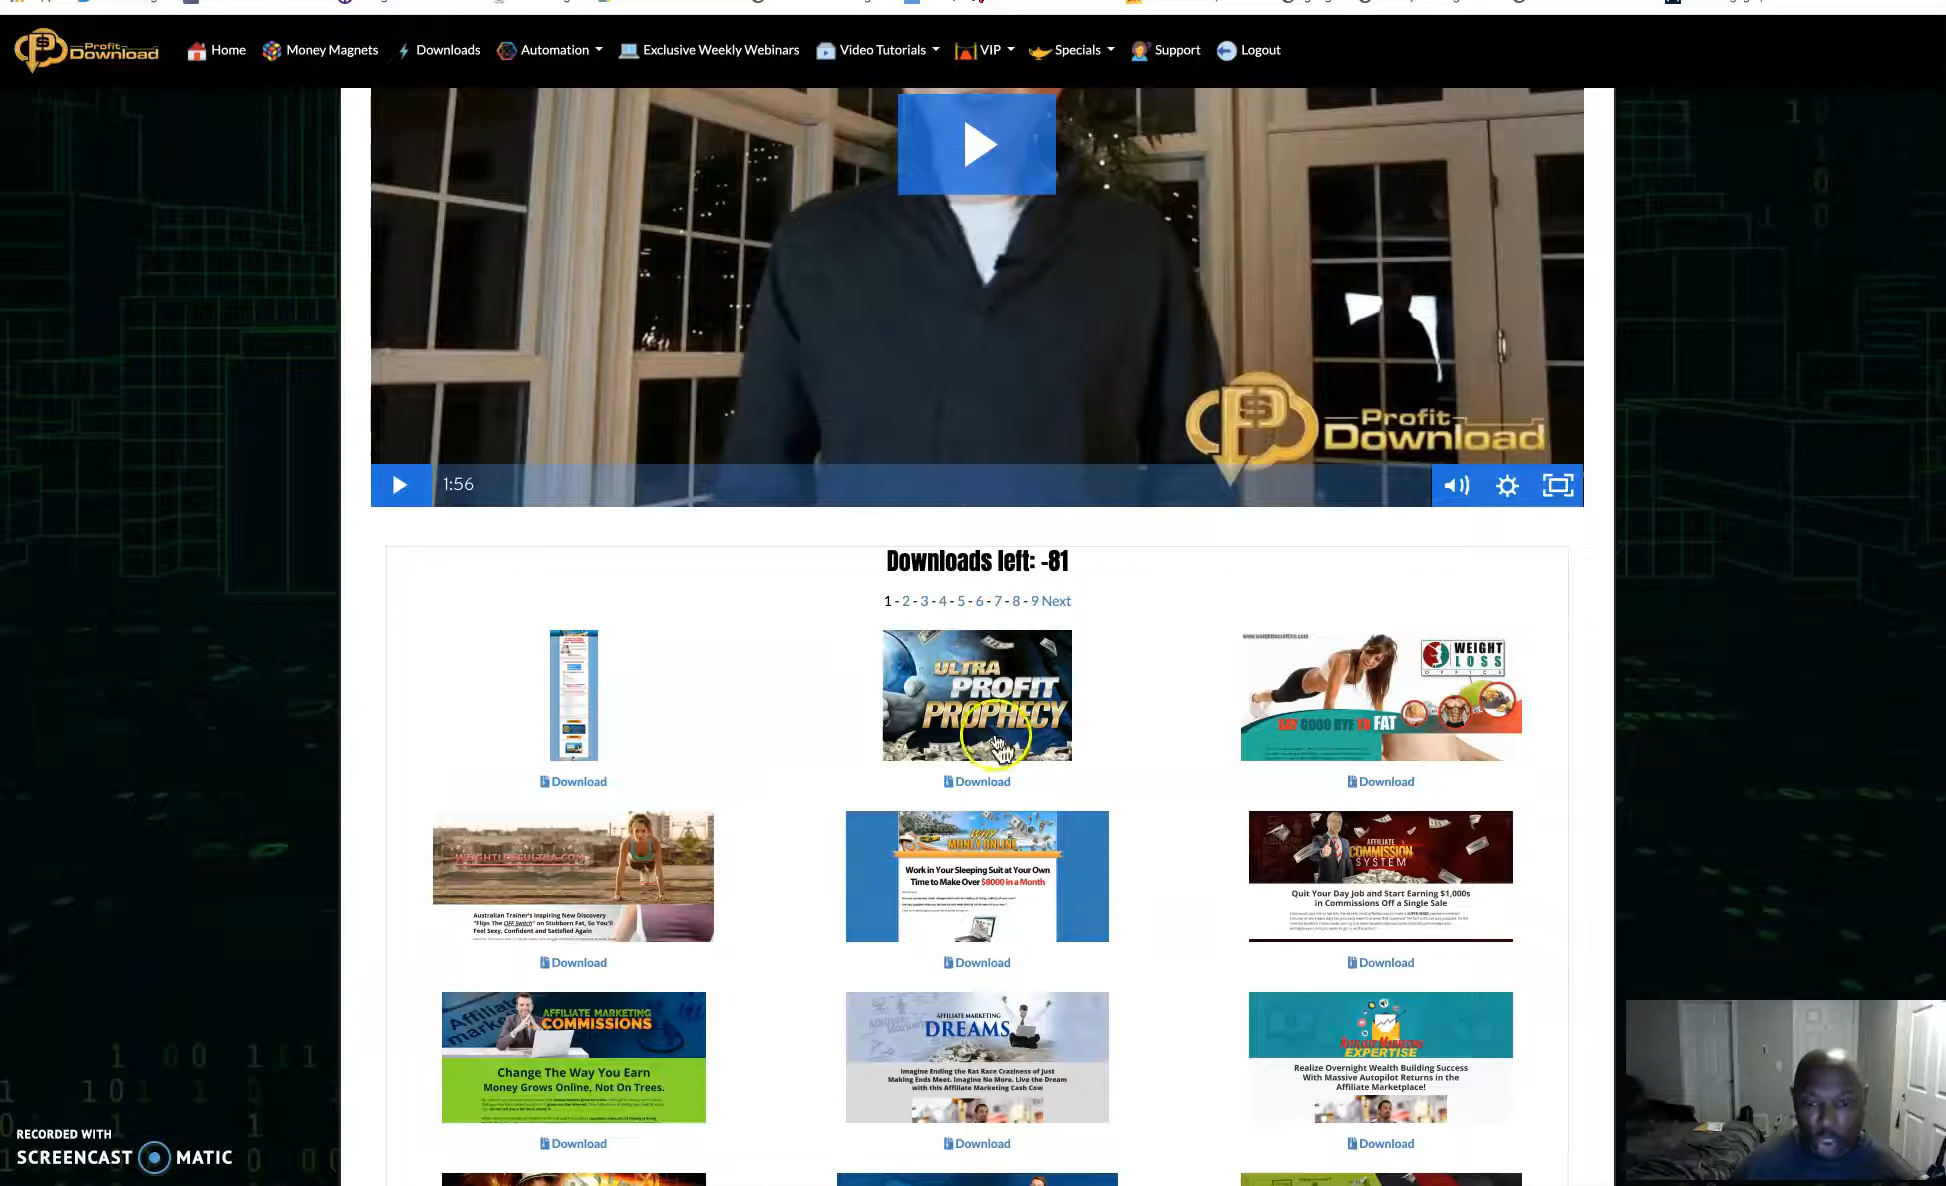 Profit
Download
Home
Money Magnets
Downloads
Automation
Exclusive Weekly Webinars
Video Tutorials
VIP
Specials
Support
Logout
Profit
Download
1:56
Downloads left: -81
1 - 2 - 3 - 4 - 5 - 6 - 7 - 8 - 9 Next
ULTRA
PROFIT
PROPHECY
www.weightlossoffice.com
WEIGHT
LOSS
OFFICE
SAY GOOD BYE TO FAT
Download
Download
Download
WEIGHTLOSSULTRA.COM
Australian Trainer's Inspiring New Discovery
"Flips The OFF Switch" on Stubborn Fat, So You'll
Feel Sexy, Confident and Satisfied Again
MONEY ONLINE
Work in Your Sleeping Suit at Your Own
Time to Make Over $8000 in a Month
AFFILIATE
COMMISSION
SYSTEM
Quit Your Day Job and Start Earning $1,000s
in Commissions Off a Single Sale
Download
Download
Download
AFFILIATE MARKETING
COMMISSIONS
Change The Way You Earn
Money Grows Online, Not On Trees.
AFFILIATE MARKETING
DREAMS
Imagine Ending the Rat Race Craziness of Just
Making Ends Meet. Imagine No More. Live the Dream
with this Affiliate Marketing Cash Cow
Affiliate Marketing
EXPERTISE
Realize Overnight Wealth Building Success
With Massive Autopilot Returns in the
Affiliate Marketplace!
Download
Download
Download
RECORDED WITH
SCREENCAST MATIC